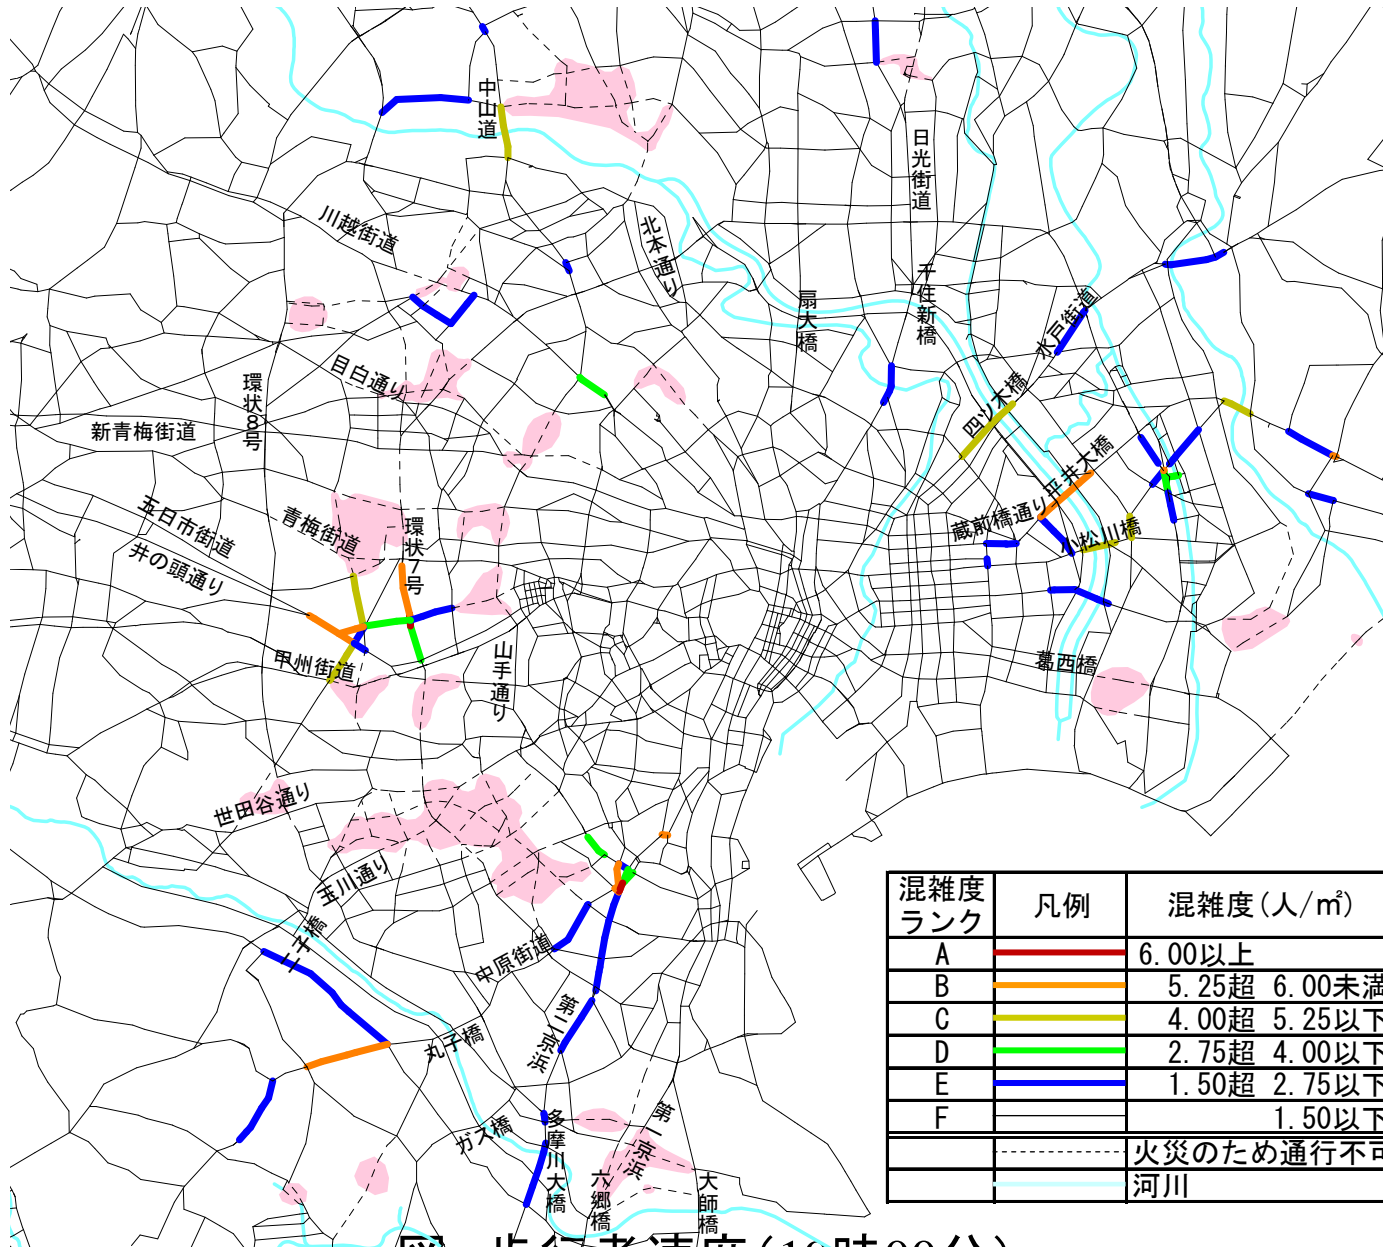 中山道
日光街道
川越街道
北本通り
千住新橋
扇大橋
水戸街道
目白通り
環状8号
四ツ木橋
新青梅街道
平井大橋
五日市街道
青梅街道
環状7号
蔵前橋通り
小松川橋
井の頭通り
甲州街道
山手通り
葛西橋
世田谷通り
玉川通り
二子橋
中原街道
第二京浜
丸子橋
ガス橋
多摩川大橋
第一京浜
六郷橋
大師橋
混雑度ランク 凡例 混雑度(人/㎡)
A 6.00以上
B 5.25超 6.00未満
C 4.00超 5.25以下
D 2.75超 4.00以下
E 1.50超 2.75以下
F 1.50以下
火災のため通行不可
河川